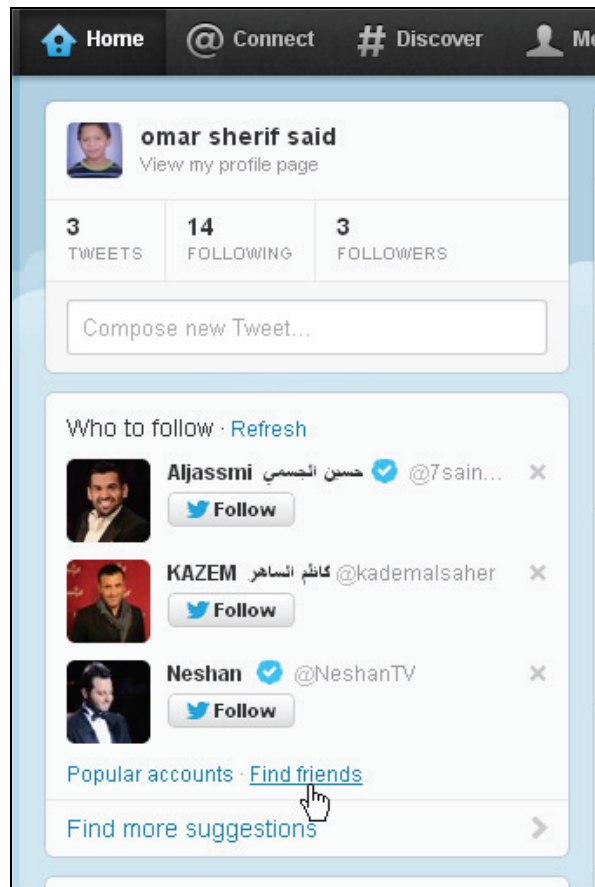 Home @ Connect # Discover Me
omar sherif said
View my profile page
3 14 3
TWEETS FOLLOWING FOLLOWERS
Compose new Tweet...
Who to follow · Refresh
Aljassmi حسين الجسمي @7sain... ×
Follow
KAZEM كاظم الساهر @kademalsaher ×
Follow
Neshan @NeshanTV ×
Follow
Popular accounts · Find friends
Find more suggestions